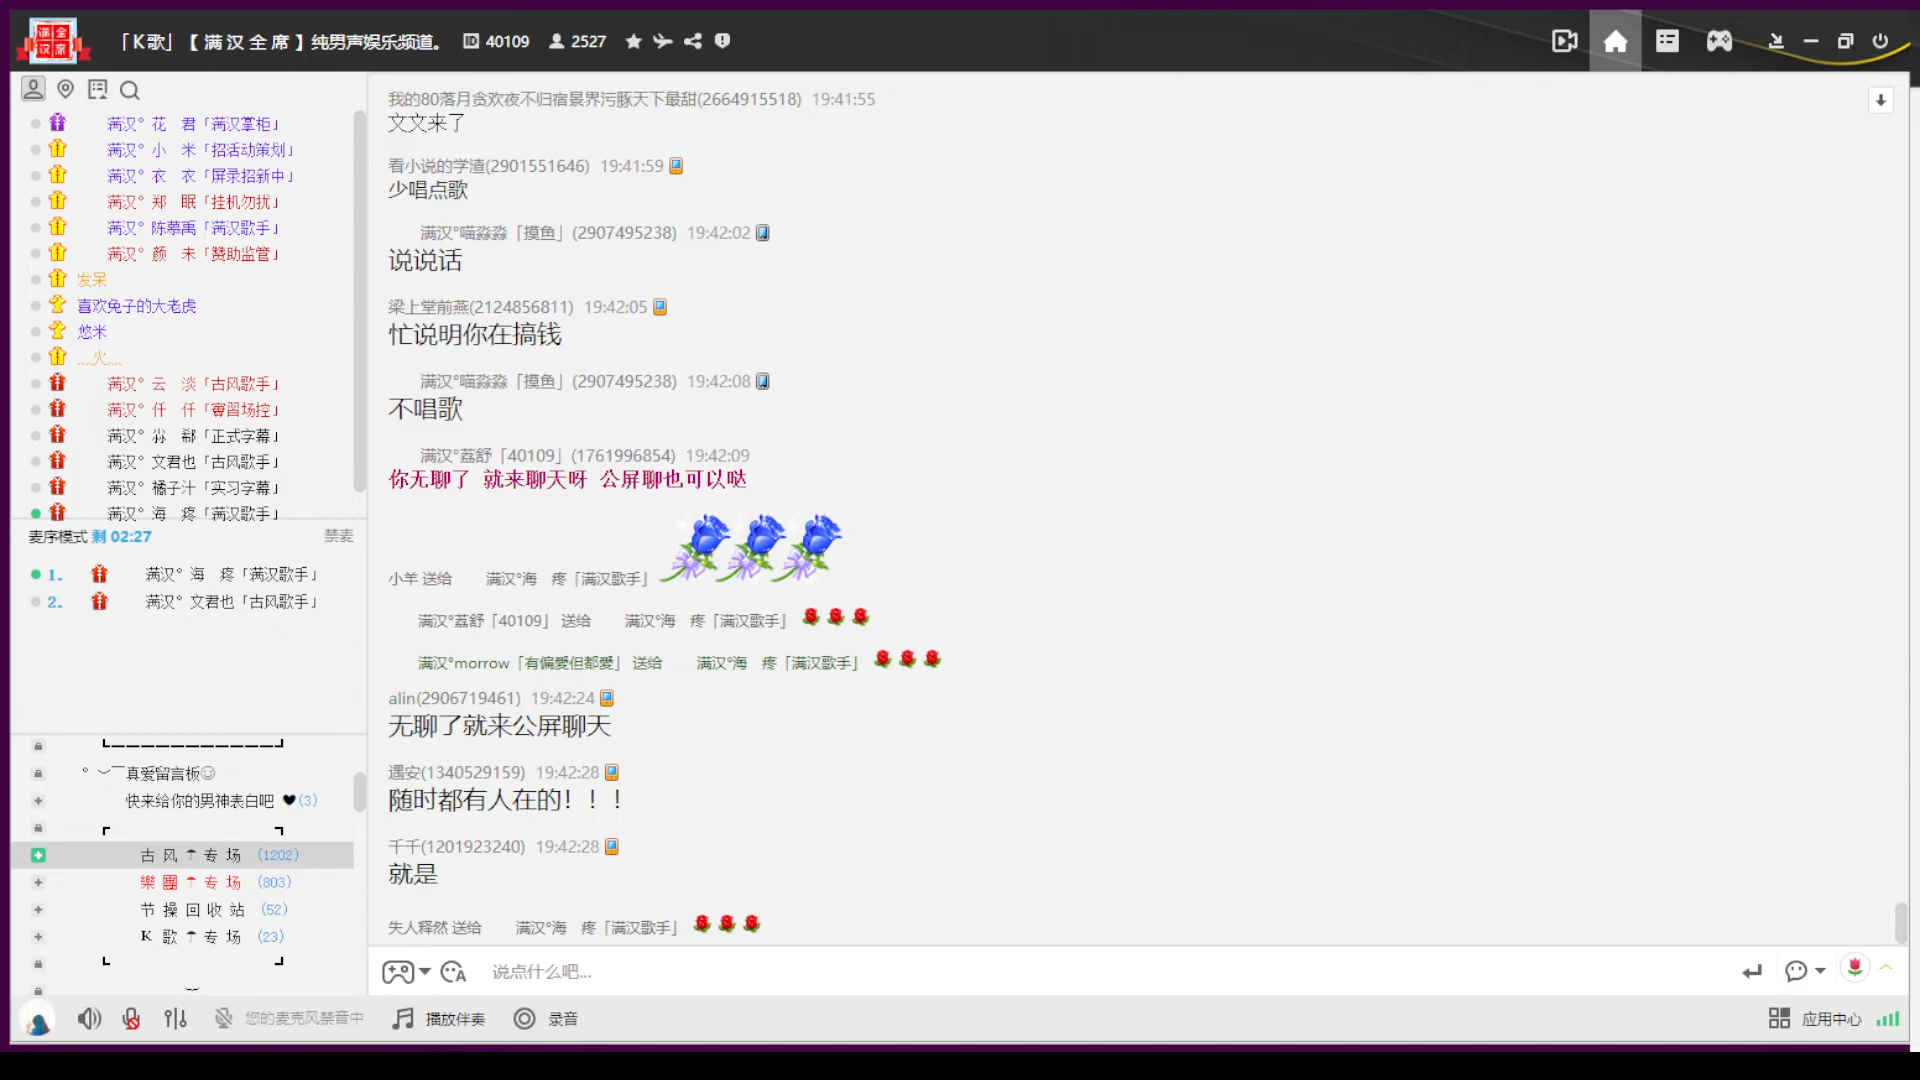 满全
汉席
「K歌」【 满 汉 全 席 】纯男声娱乐频道。 ID 40109 2527
满汉° 花 君「满汉掌柜」
满汉° 小 米「招活动策划」
满汉° 衣 衣「屏录招新中」
满汉° 郑 眠「挂机勿扰」
满汉° 陈慕禹「满汉歌手」
满汉° 颜 未「赞助监管」
发呆
喜欢兔子的大老虎
悠米
﹏火﹏
满汉° 云 淡「古风歌手」
满汉° 仟 仟「實習场控」
满汉° 尛 鄀「正式字幕」
满汉° 文君也「古风歌手」
满汉° 橘子汁「实习字幕」
满汉° 海 疼「满汉歌手」
麦序模式 剩 02:27 禁麦
1. 满汉° 海 疼「满汉歌手」
2. 满汉° 文君也「古风歌手」
° ︶￣真爱留言板☺
快来给你的男神表白吧 ♥ (3)
古 风 ☂ 专 场 (1202)
樂 團 ☂ 专 场 (803)
节 操 回 收 站 (52)
K 歌 ☂ 专 场 (23)
我的80落月贪欢夜不归宿景界污豚天下最甜(2664915518) 19:41:55
文文来了
看小说的学渣(2901551646) 19:41:59
少唱点歌
满汉°喵淼淼「摸鱼」(2907495238) 19:42:02
说说话
梁上堂前燕(2124856811) 19:42:05
忙说明你在搞钱
满汉°喵淼淼「摸鱼」(2907495238) 19:42:08
不唱歌
满汉°荔舒「40109」(1761996854) 19:42:09
你无聊了 就来聊天呀 公屏聊也可以哒
小羊 送给 满汉°海 疼「满汉歌手」
满汉°荔舒「40109」 送给 满汉°海 疼「满汉歌手」
满汉°morrow「有偏愛但都愛」 送给 满汉°海 疼「满汉歌手」
alin(2906719461) 19:42:24
无聊了就来公屏聊天
遇安(1340529159) 19:42:28
随时都有人在的！！！
千千(1201923240) 19:42:28
就是
失人释然 送给 满汉°海 疼「满汉歌手」
说点什么吧...
您的麦克风禁音中 播放伴奏 录音 应用中心